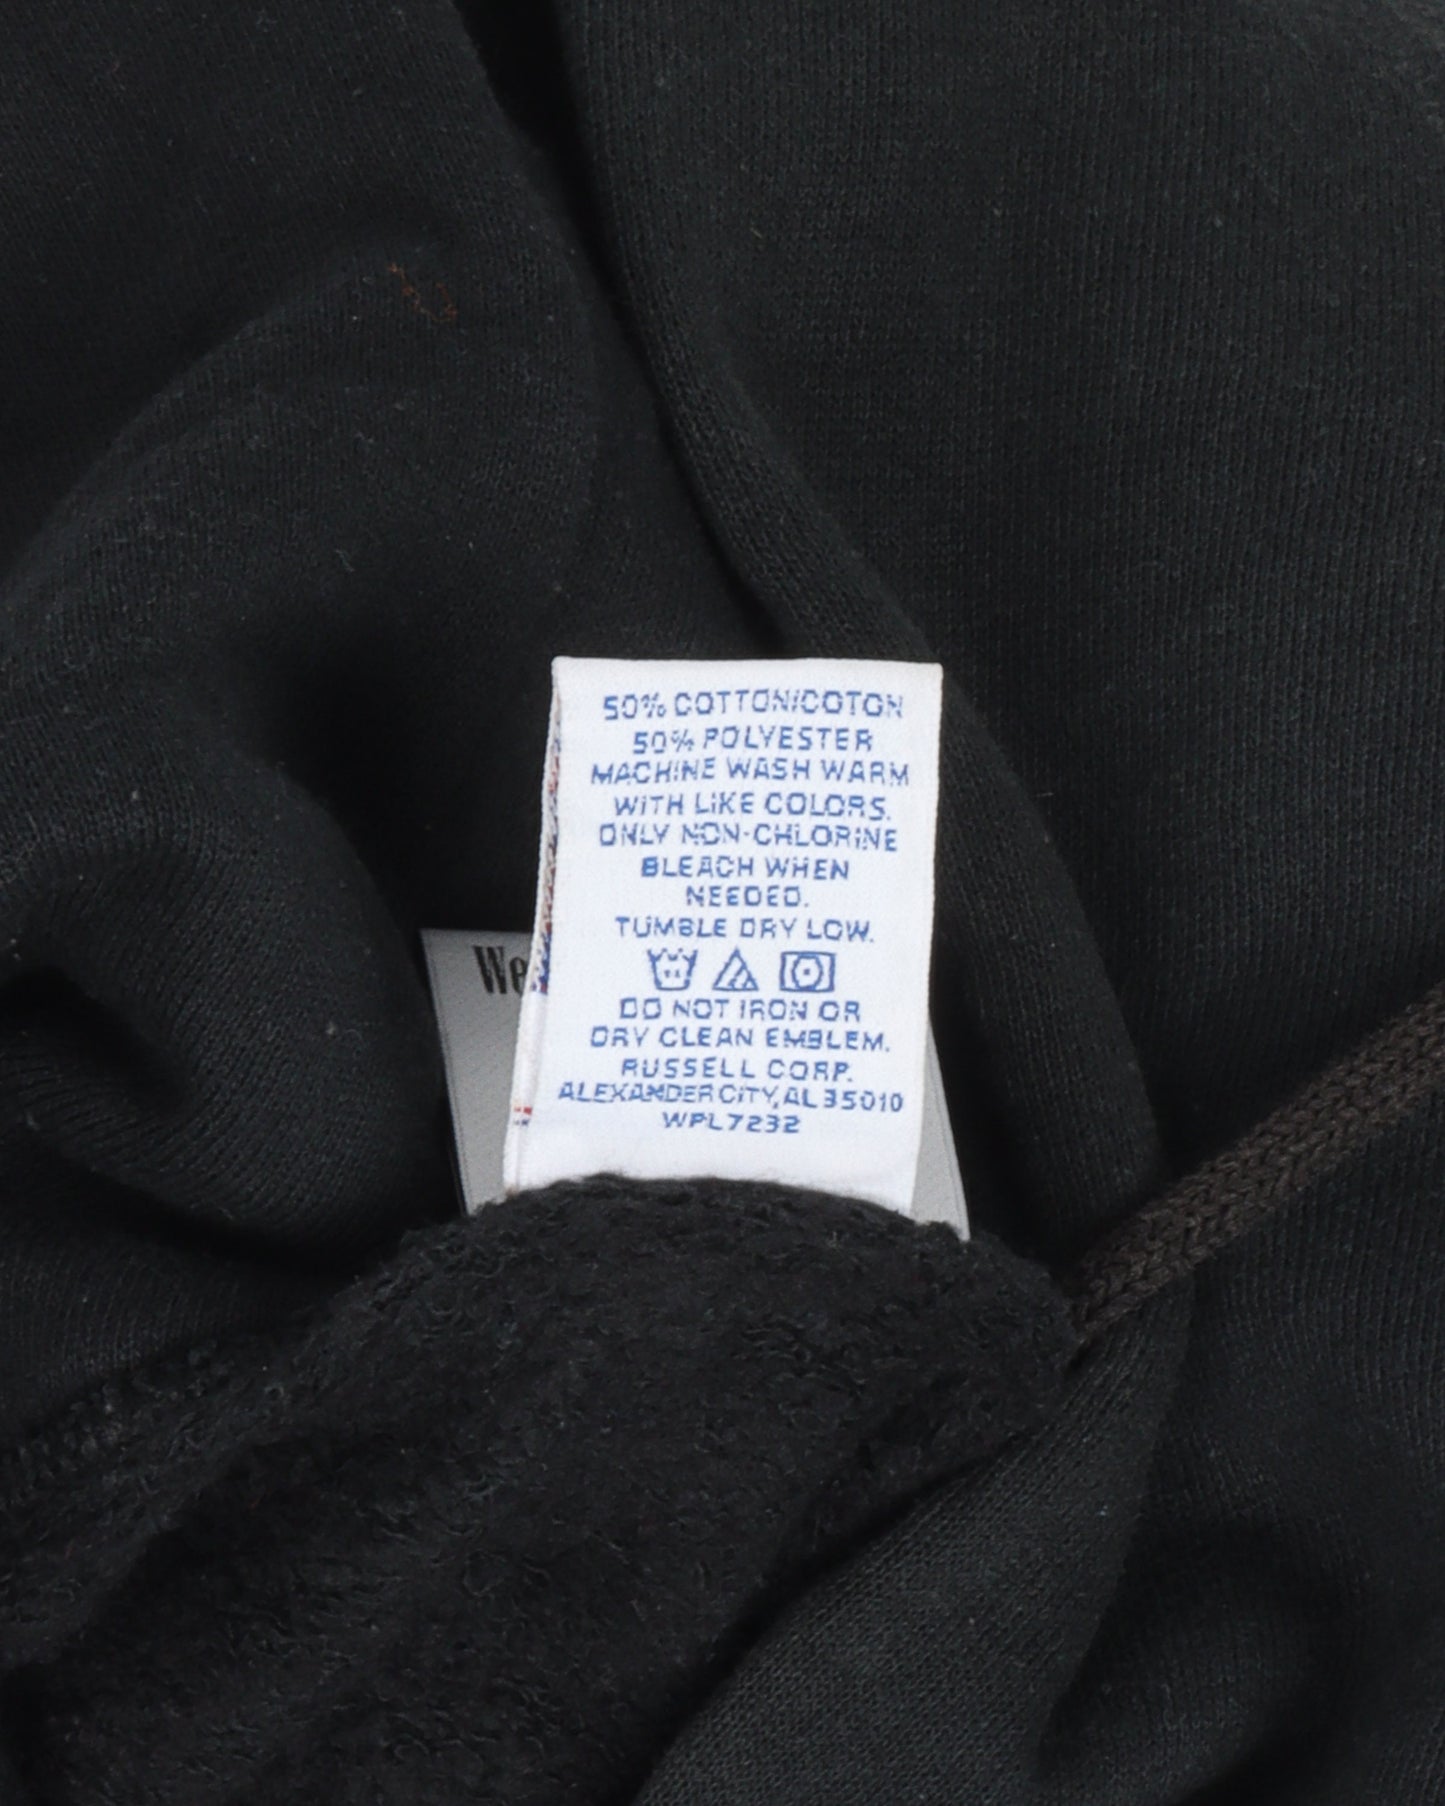 50% COTTON/COTON
50% POLYESTER
MACHINE WASH WARM
WITH LIKE COLORS.
ONLY NON-CHLORINE
BLEACH WHEN
NEEDED.
TUMBLE DRY LOW.
We
DO NOT IRON OR
DRY CLEAN EMBLEM.
RUSSELL CORP.
ALEXANDER CITY, AL 35010
WPL7232